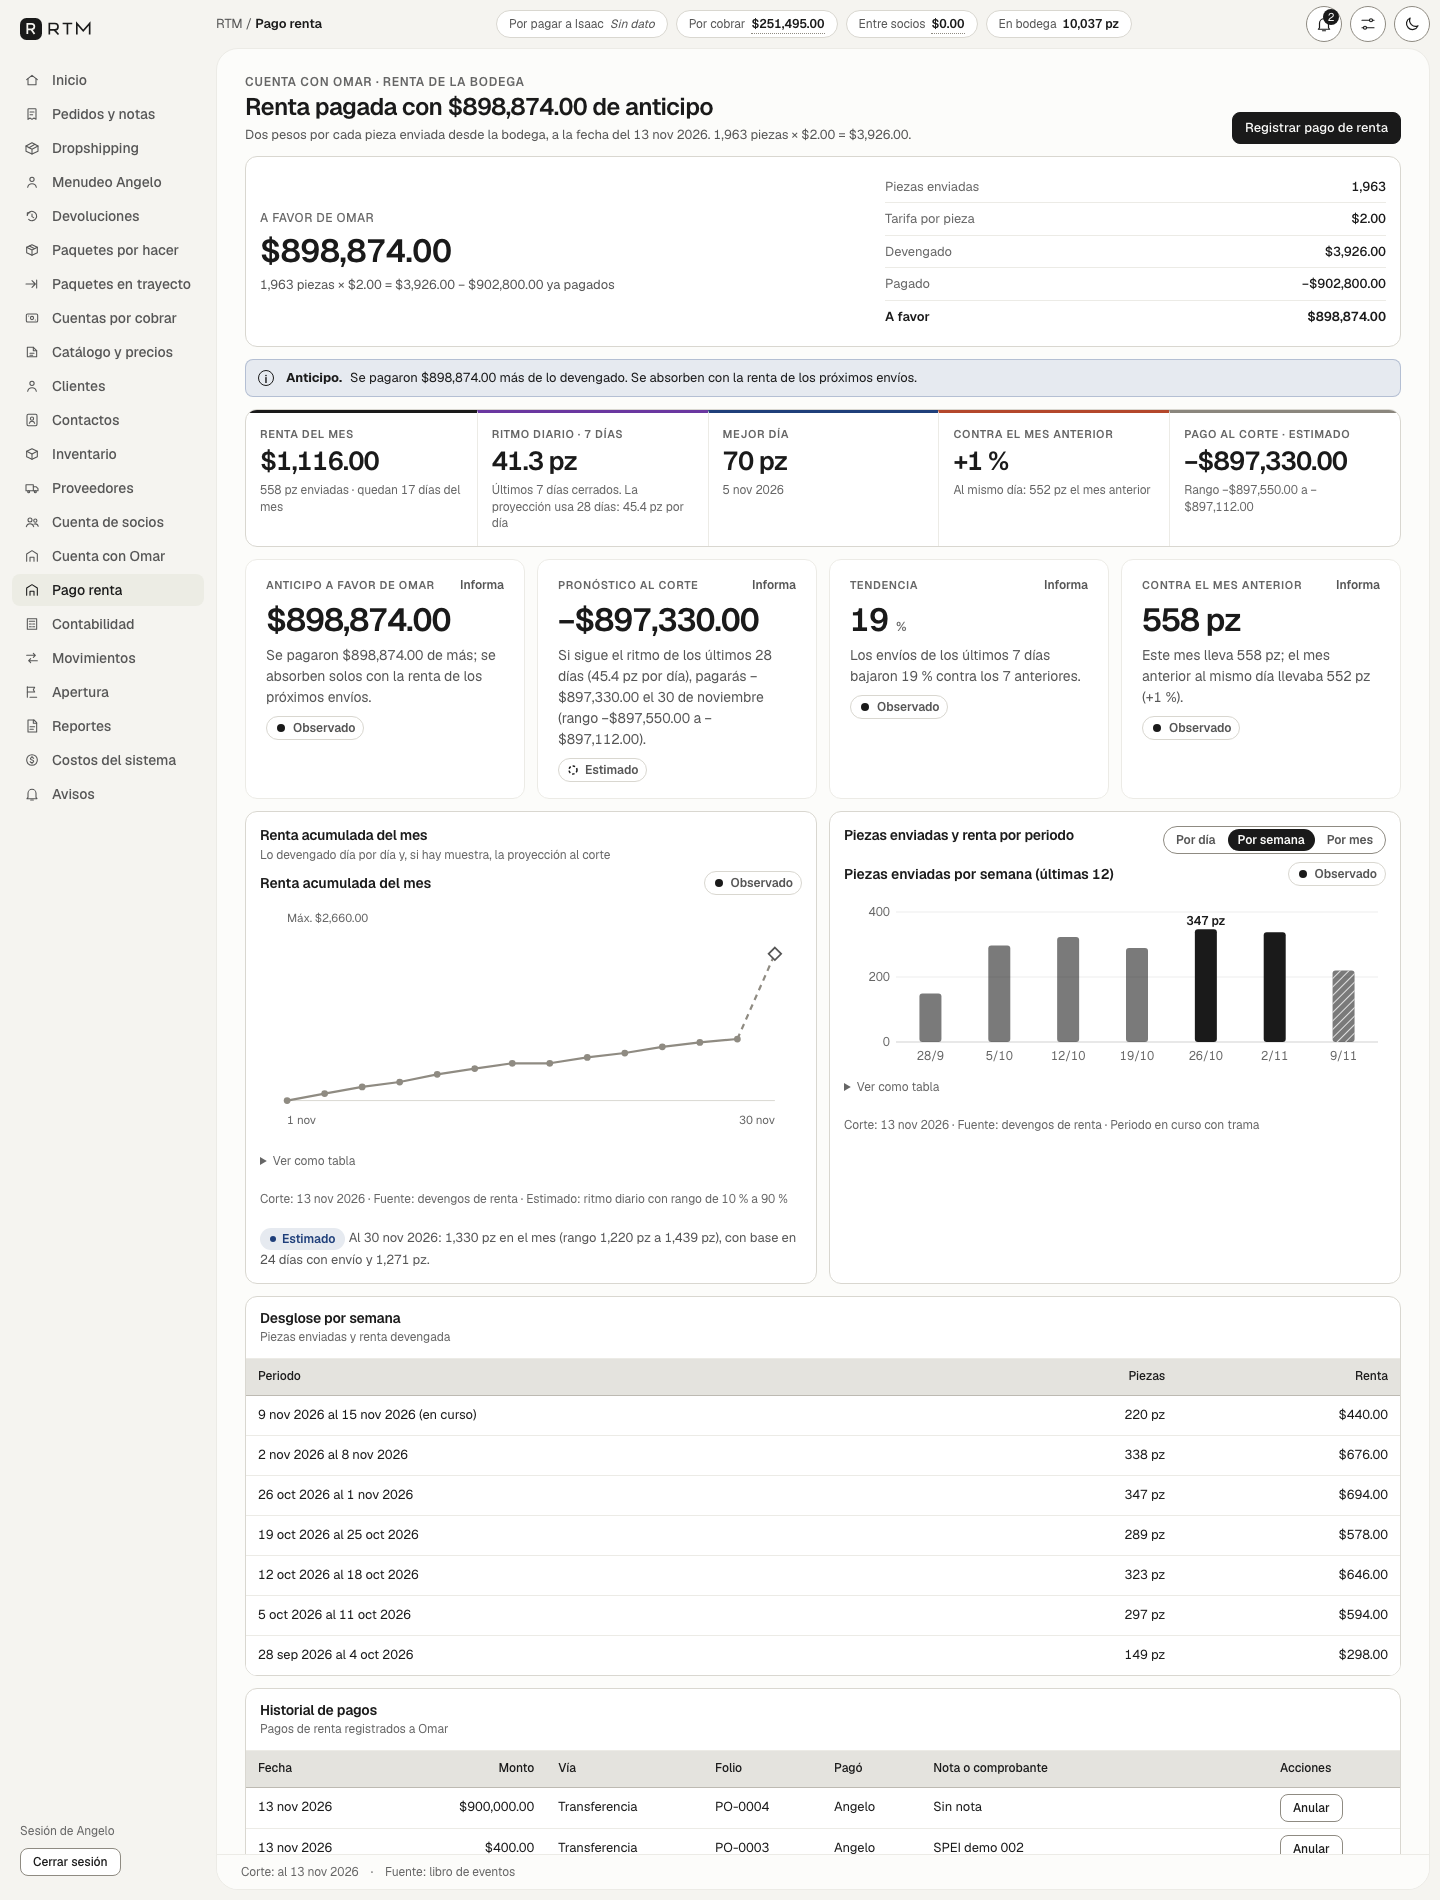 R RTM
RTM / Pago renta
Por pagar a Isaac Sin dato
Por cobrar $251,495.00
Entre socios $0.00
En bodega 10,037 pz
2
Inicio
Pedidos y notas
Dropshipping
Menudeo Angelo
Devoluciones
Paquetes por hacer
Paquetes en trayecto
Cuentas por cobrar
Catálogo y precios
Clientes
Contactos
Inventario
Proveedores
Cuenta de socios
Cuenta con Omar
Pago renta
Contabilidad
Movimientos
Apertura
Reportes
Costos del sistema
Avisos
Sesión de Angelo
Cerrar sesión
CUENTA CON OMAR · RENTA DE LA BODEGA
Renta pagada con $898,874.00 de anticipo
Dos pesos por cada pieza enviada desde la bodega, a la fecha del 13 nov 2026. 1,963 piezas × $2.00 = $3,926.00.
Registrar pago de renta
A FAVOR DE OMAR
$898,874.00
1,963 piezas × $2.00 = $3,926.00 − $902,800.00 ya pagados
Piezas enviadas 1,963
Tarifa por pieza $2.00
Devengado $3,926.00
Pagado −$902,800.00
A favor $898,874.00
Anticipo. Se pagaron $898,874.00 más de lo devengado. Se absorben con la renta de los próximos envíos.
RENTA DEL MES
$1,116.00
558 pz enviadas · quedan 17 días del
mes
RITMO DIARIO · 7 DÍAS
41.3 pz
Últimos 7 días cerrados. La
proyección usa 28 días: 45.4 pz por
día
MEJOR DÍA
70 pz
5 nov 2026
CONTRA EL MES ANTERIOR
+1 %
Al mismo día: 552 pz el mes anterior
PAGO AL CORTE · ESTIMADO
−$897,330.00
Rango −$897,550.00 a −
$897,112.00
ANTICIPO A FAVOR DE OMAR Informa
$898,874.00
Se pagaron $898,874.00 de más; se
absorben solos con la renta de los
próximos envíos.
Observado
PRONÓSTICO AL CORTE Informa
−$897,330.00
Si sigue el ritmo de los últimos 28
días (45.4 pz por día), pagarás −
$897,330.00 el 30 de noviembre
(rango −$897,550.00 a −
$897,112.00).
Estimado
TENDENCIA Informa
19 %
Los envíos de los últimos 7 días
bajaron 19 % contra los 7 anteriores.
Observado
CONTRA EL MES ANTERIOR Informa
558 pz
Este mes lleva 558 pz; el mes
anterior al mismo día llevaba 552 pz
(+1 %).
Observado
Renta acumulada del mes
Lo devengado día por día y, si hay muestra, la proyección al corte
Renta acumulada del mes Observado
Máx. $2,660.00
1 nov 30 nov
Ver como tabla
Corte: 13 nov 2026 · Fuente: devengos de renta · Estimado: ritmo diario con rango de 10 % a 90 %
Estimado Al 30 nov 2026: 1,330 pz en el mes (rango 1,220 pz a 1,439 pz), con base en
24 días con envío y 1,271 pz.
Piezas enviadas y renta por periodo
Por día Por semana Por mes
Piezas enviadas por semana (últimas 12) Observado
400
347 pz
200
0
28/9 5/10 12/10 19/10 26/10 2/11 9/11
Ver como tabla
Corte: 13 nov 2026 · Fuente: devengos de renta · Periodo en curso con trama
Desglose por semana
Piezas enviadas y renta devengada
Periodo Piezas Renta
9 nov 2026 al 15 nov 2026 (en curso) 220 pz $440.00
2 nov 2026 al 8 nov 2026 338 pz $676.00
26 oct 2026 al 1 nov 2026 347 pz $694.00
19 oct 2026 al 25 oct 2026 289 pz $578.00
12 oct 2026 al 18 oct 2026 323 pz $646.00
5 oct 2026 al 11 oct 2026 297 pz $594.00
28 sep 2026 al 4 oct 2026 149 pz $298.00
Historial de pagos
Pagos de renta registrados a Omar
Fecha Monto Vía Folio Pagó Nota o comprobante Acciones
13 nov 2026 $900,000.00 Transferencia PO-0004 Angelo Sin nota Anular
13 nov 2026 $400.00 Transferencia PO-0003 Angelo SPEI demo 002 Anular
Corte: al 13 nov 2026 · Fuente: libro de eventos